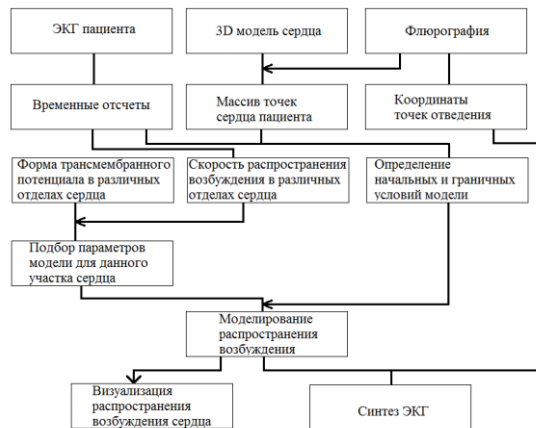 ЭКГ пациента
3D модель сердца
Флюрография
Временные отсчеты
Массив точек
сердца пациента
Координаты
точек отведения
Форма трансмембранного
потенциала в различных
отделах сердца
Скорость распространения
возбуждения в различных
отделах сердца
Определение
начальных и граничных
условий модели
Подбор параметров
модели для данного
участка сердца
Моделирование
распространения
возбуждения
Визуализация
распространения
возбуждения сердца
Синтез ЭКГ